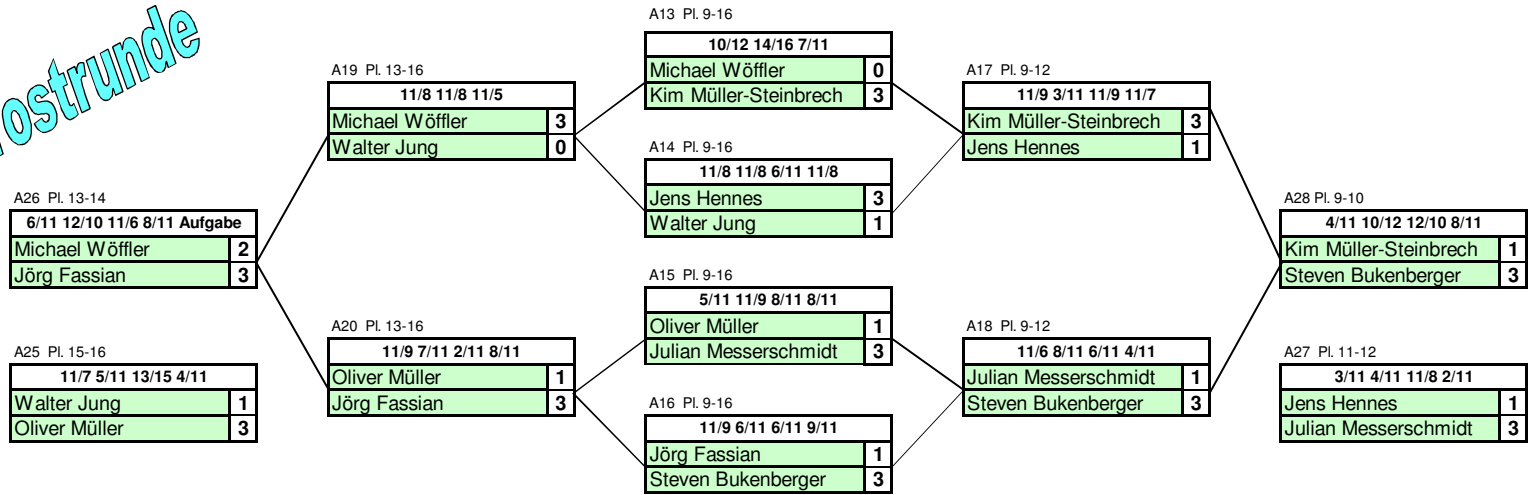 ostrunde
A13 Pl. 9-16
10/12 14/16 7/11
Michael Wöffler 0
Kim Müller-Steinbrech 3
A19 Pl. 13-16
11/8 11/8 11/5
Michael Wöffler 3
Walter Jung 0
A17 Pl. 9-12
11/9 3/11 11/9 11/7
Kim Müller-Steinbrech 3
Jens Hennes 1
A14 Pl. 9-16
11/8 11/8 6/11 11/8
Jens Hennes 3
Walter Jung 1
A26 Pl. 13-14
6/11 12/10 11/6 8/11 Aufgabe
Michael Wöffler 2
Jörg Fassian 3
A28 Pl. 9-10
4/11 10/12 12/10 8/11
Kim Müller-Steinbrech 1
Steven Bukenberger 3
A15 Pl. 9-16
5/11 11/9 8/11 8/11
Oliver Müller 1
Julian Messerschmidt 3
A20 Pl. 13-16
11/9 7/11 2/11 8/11
Oliver Müller 1
Jörg Fassian 3
A18 Pl. 9-12
11/6 8/11 6/11 4/11
Julian Messerschmidt 1
Steven Bukenberger 3
A25 Pl. 15-16
11/7 5/11 13/15 4/11
Walter Jung 1
Oliver Müller 3
A27 Pl. 11-12
3/11 4/11 11/8 2/11
Jens Hennes 1
Julian Messerschmidt 3
A16 Pl. 9-16
11/9 6/11 6/11 9/11
Jörg Fassian 1
Steven Bukenberger 3